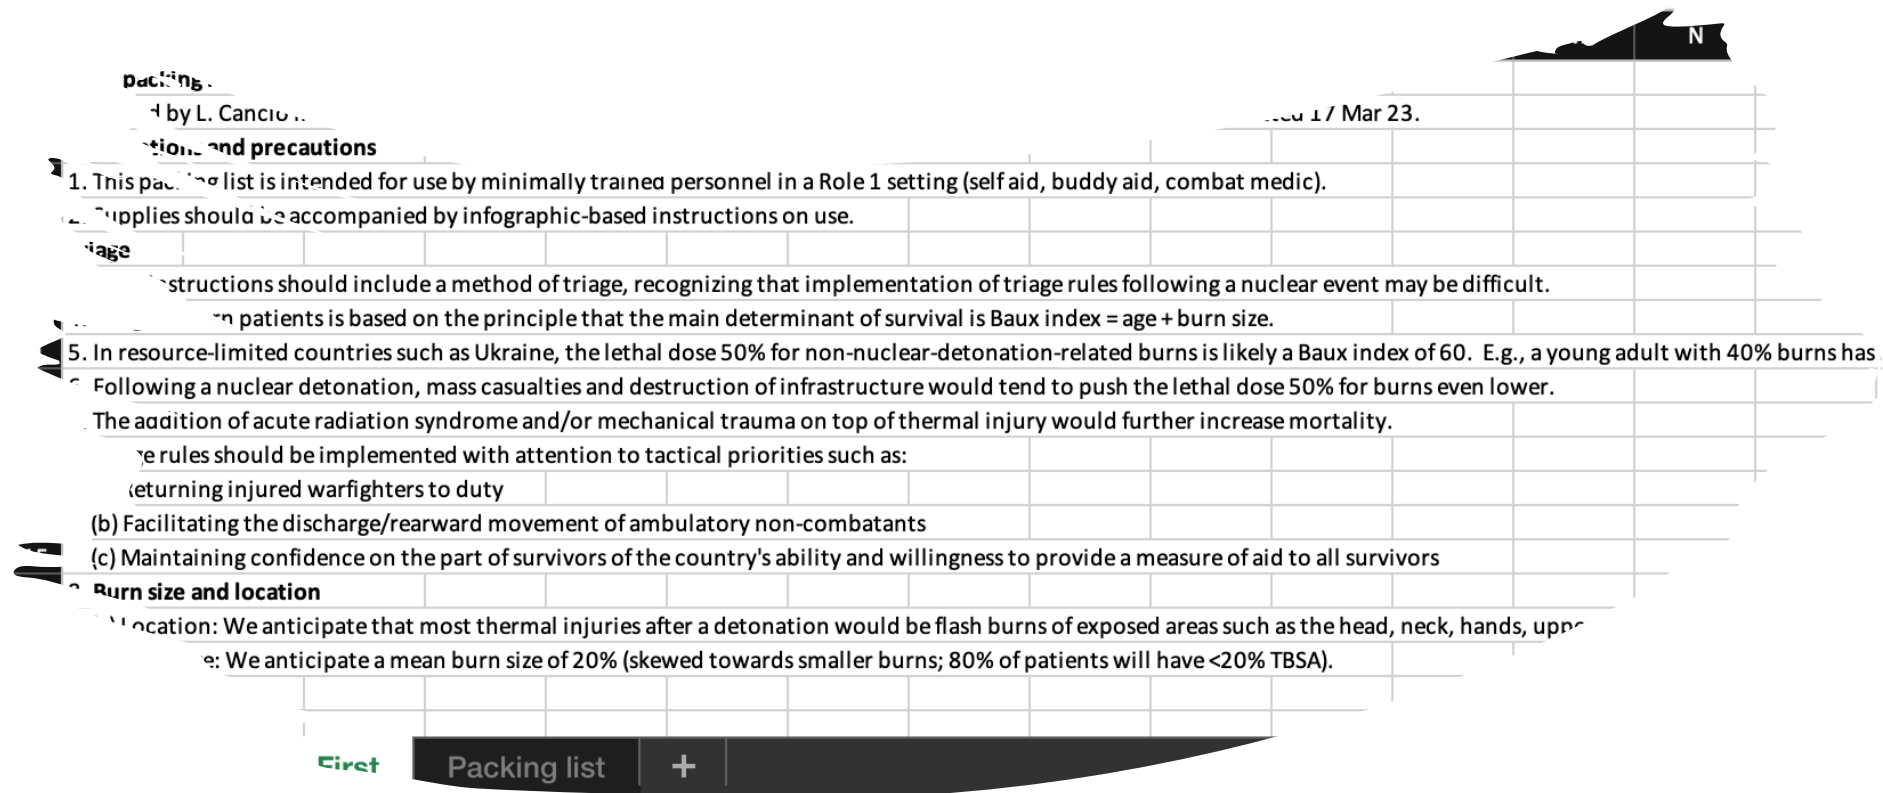 N
packing
by L. Cancio 17 Mar 23.
and precautions
1. This packing list is intended for use by minimally trained personnel in a Role 1 setting (self aid, buddy aid, combat medic).
2. Supplies should be accompanied by infographic-based instructions on use.
should include a method of triage, recognizing that implementation of triage rules following a nuclear event may be difficult.
patients is based on the principle that the main determinant of survival is Baux index = age + burn size.
5. In resource-limited countries such as Ukraine, the lethal dose 50% for non-nuclear-detonation-related burns is likely a Baux index of 60. E.g., a young adult with 40% burns has
Following a nuclear detonation, mass casualties and destruction of infrastructure would tend to push the lethal dose 50% for burns even lower.
The addition of acute radiation syndrome and/or mechanical trauma on top of thermal injury would further increase mortality.
rules should be implemented with attention to tactical priorities such as:
returning injured warfighters to duty
(b) Facilitating the discharge/rearward movement of ambulatory non-combatants
(c) Maintaining confidence on the part of survivors of the country's ability and willingness to provide a measure of aid to all survivors
Burn size and location
Location: We anticipate that most thermal injuries after a detonation would be flash burns of exposed areas such as the head, neck, hands,
We anticipate a mean burn size of 20% (skewed towards smaller burns; 80% of patients will have <20% TBSA).
First Packing list +